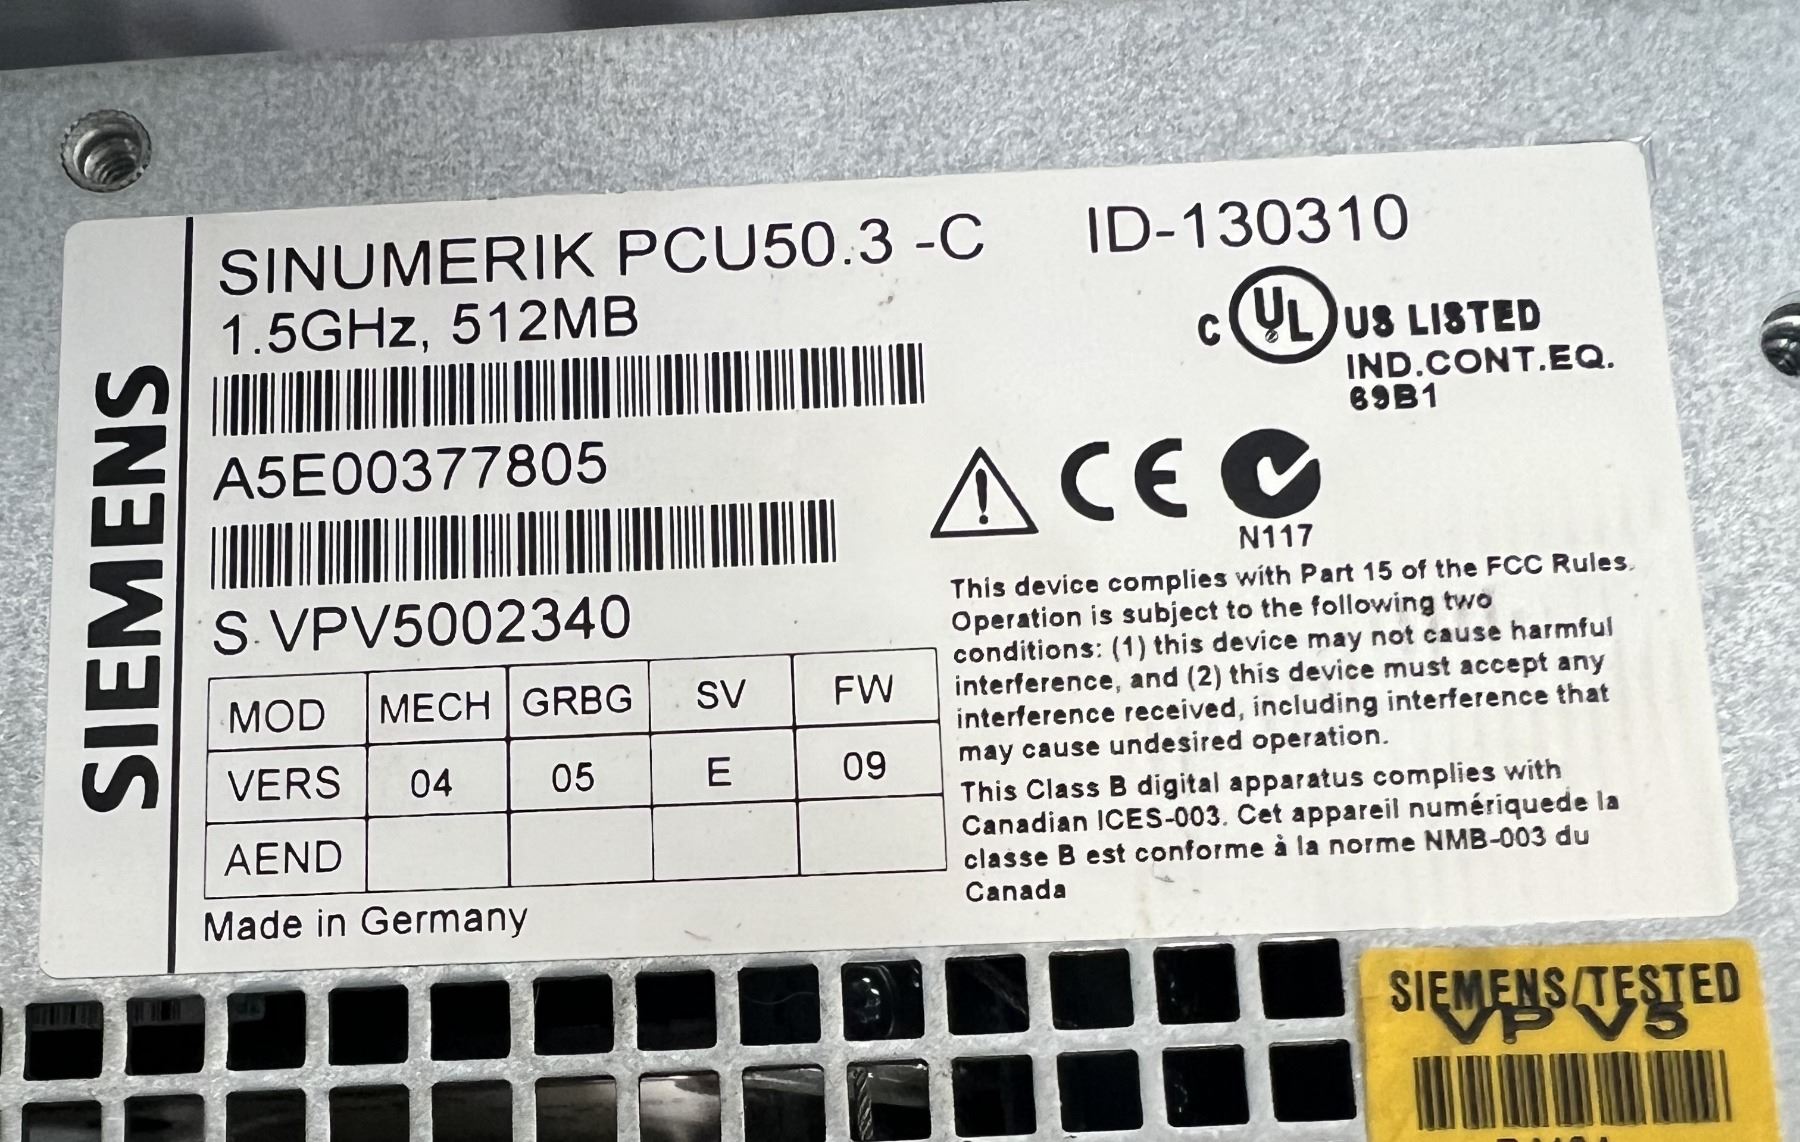 SIEMENS
SINUMERIK PCU50.3 -C ID-130310
1.5GHz, 512MB
C UL US LISTED
IND.CONT.EQ.
69B1
A5E00377805
CE
N117
S VPV5002340
MOD MECH GRBG SV FW
VERS 04 05 E 09
AEND
Made in Germany
This device complies with Part 15 of the FCC Rules.
Operation is subject to the following two
conditions: (1) this device may not cause harmful
interference, and (2) this device must accept any
interference received, including interference that
may cause undesired operation.
This Class B digital apparatus complies with
Canadian ICES-003. Cet appareil numériquede la
classe B est conforme à la norme NMB-003 du
Canada
SIEMENS/TESTED
VP V5